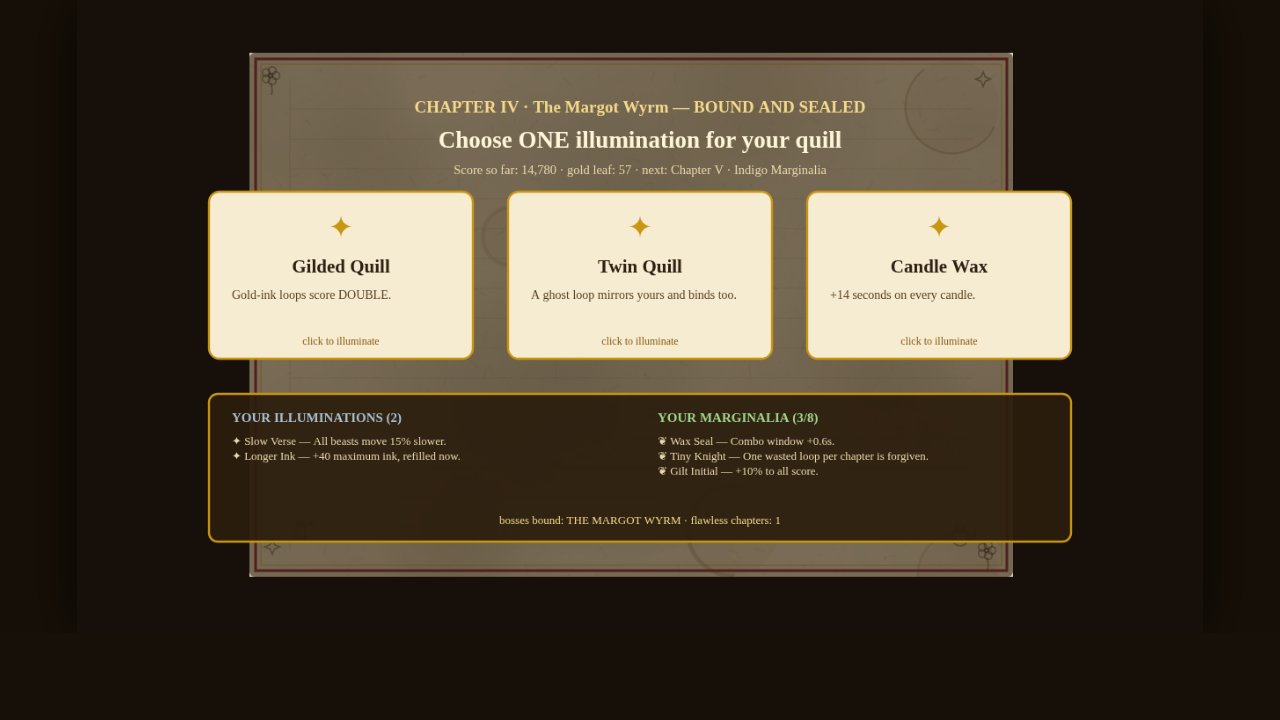 CHAPTER IV · The Margot Wyrm — BOUND AND SEALED
Choose ONE illumination for your quill
Score so far: 14,780 · gold leaf: 57 · next: Chapter V · Indigo Marginalia
✦
Gilded Quill
Gold-ink loops score DOUBLE.
click to illuminate
✦
Twin Quill
A ghost loop mirrors yours and binds too.
click to illuminate
✦
Candle Wax
+14 seconds on every candle.
click to illuminate
YOUR ILLUMINATIONS (2)
✦ Slow Verse — All beasts move 15% slower.
✦ Longer Ink — +40 maximum ink, refilled now.
YOUR MARGINALIA (3/8)
❦ Wax Seal — Combo window +0.6s.
❦ Tiny Knight — One wasted loop per chapter is forgiven.
❦ Gilt Initial — +10% to all score.
bosses bound: THE MARGOT WYRM · flawless chapters: 1